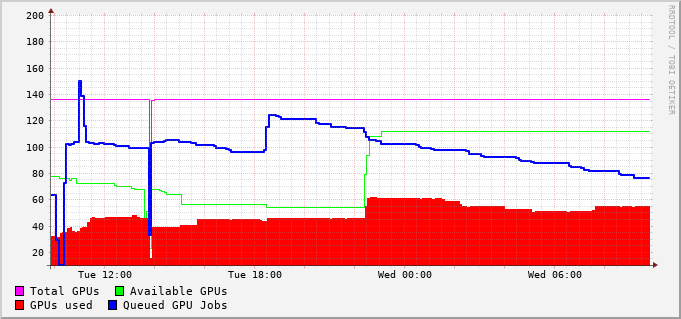 200
180
160
140
120
100
80
60
40
20
Tue 12:00 Tue 18:00 Wed 00:00 Wed 06:00
Total GPUs Available GPUs
GPUs used Queued GPU Jobs
RRDTOOL / TOBI OETIKER